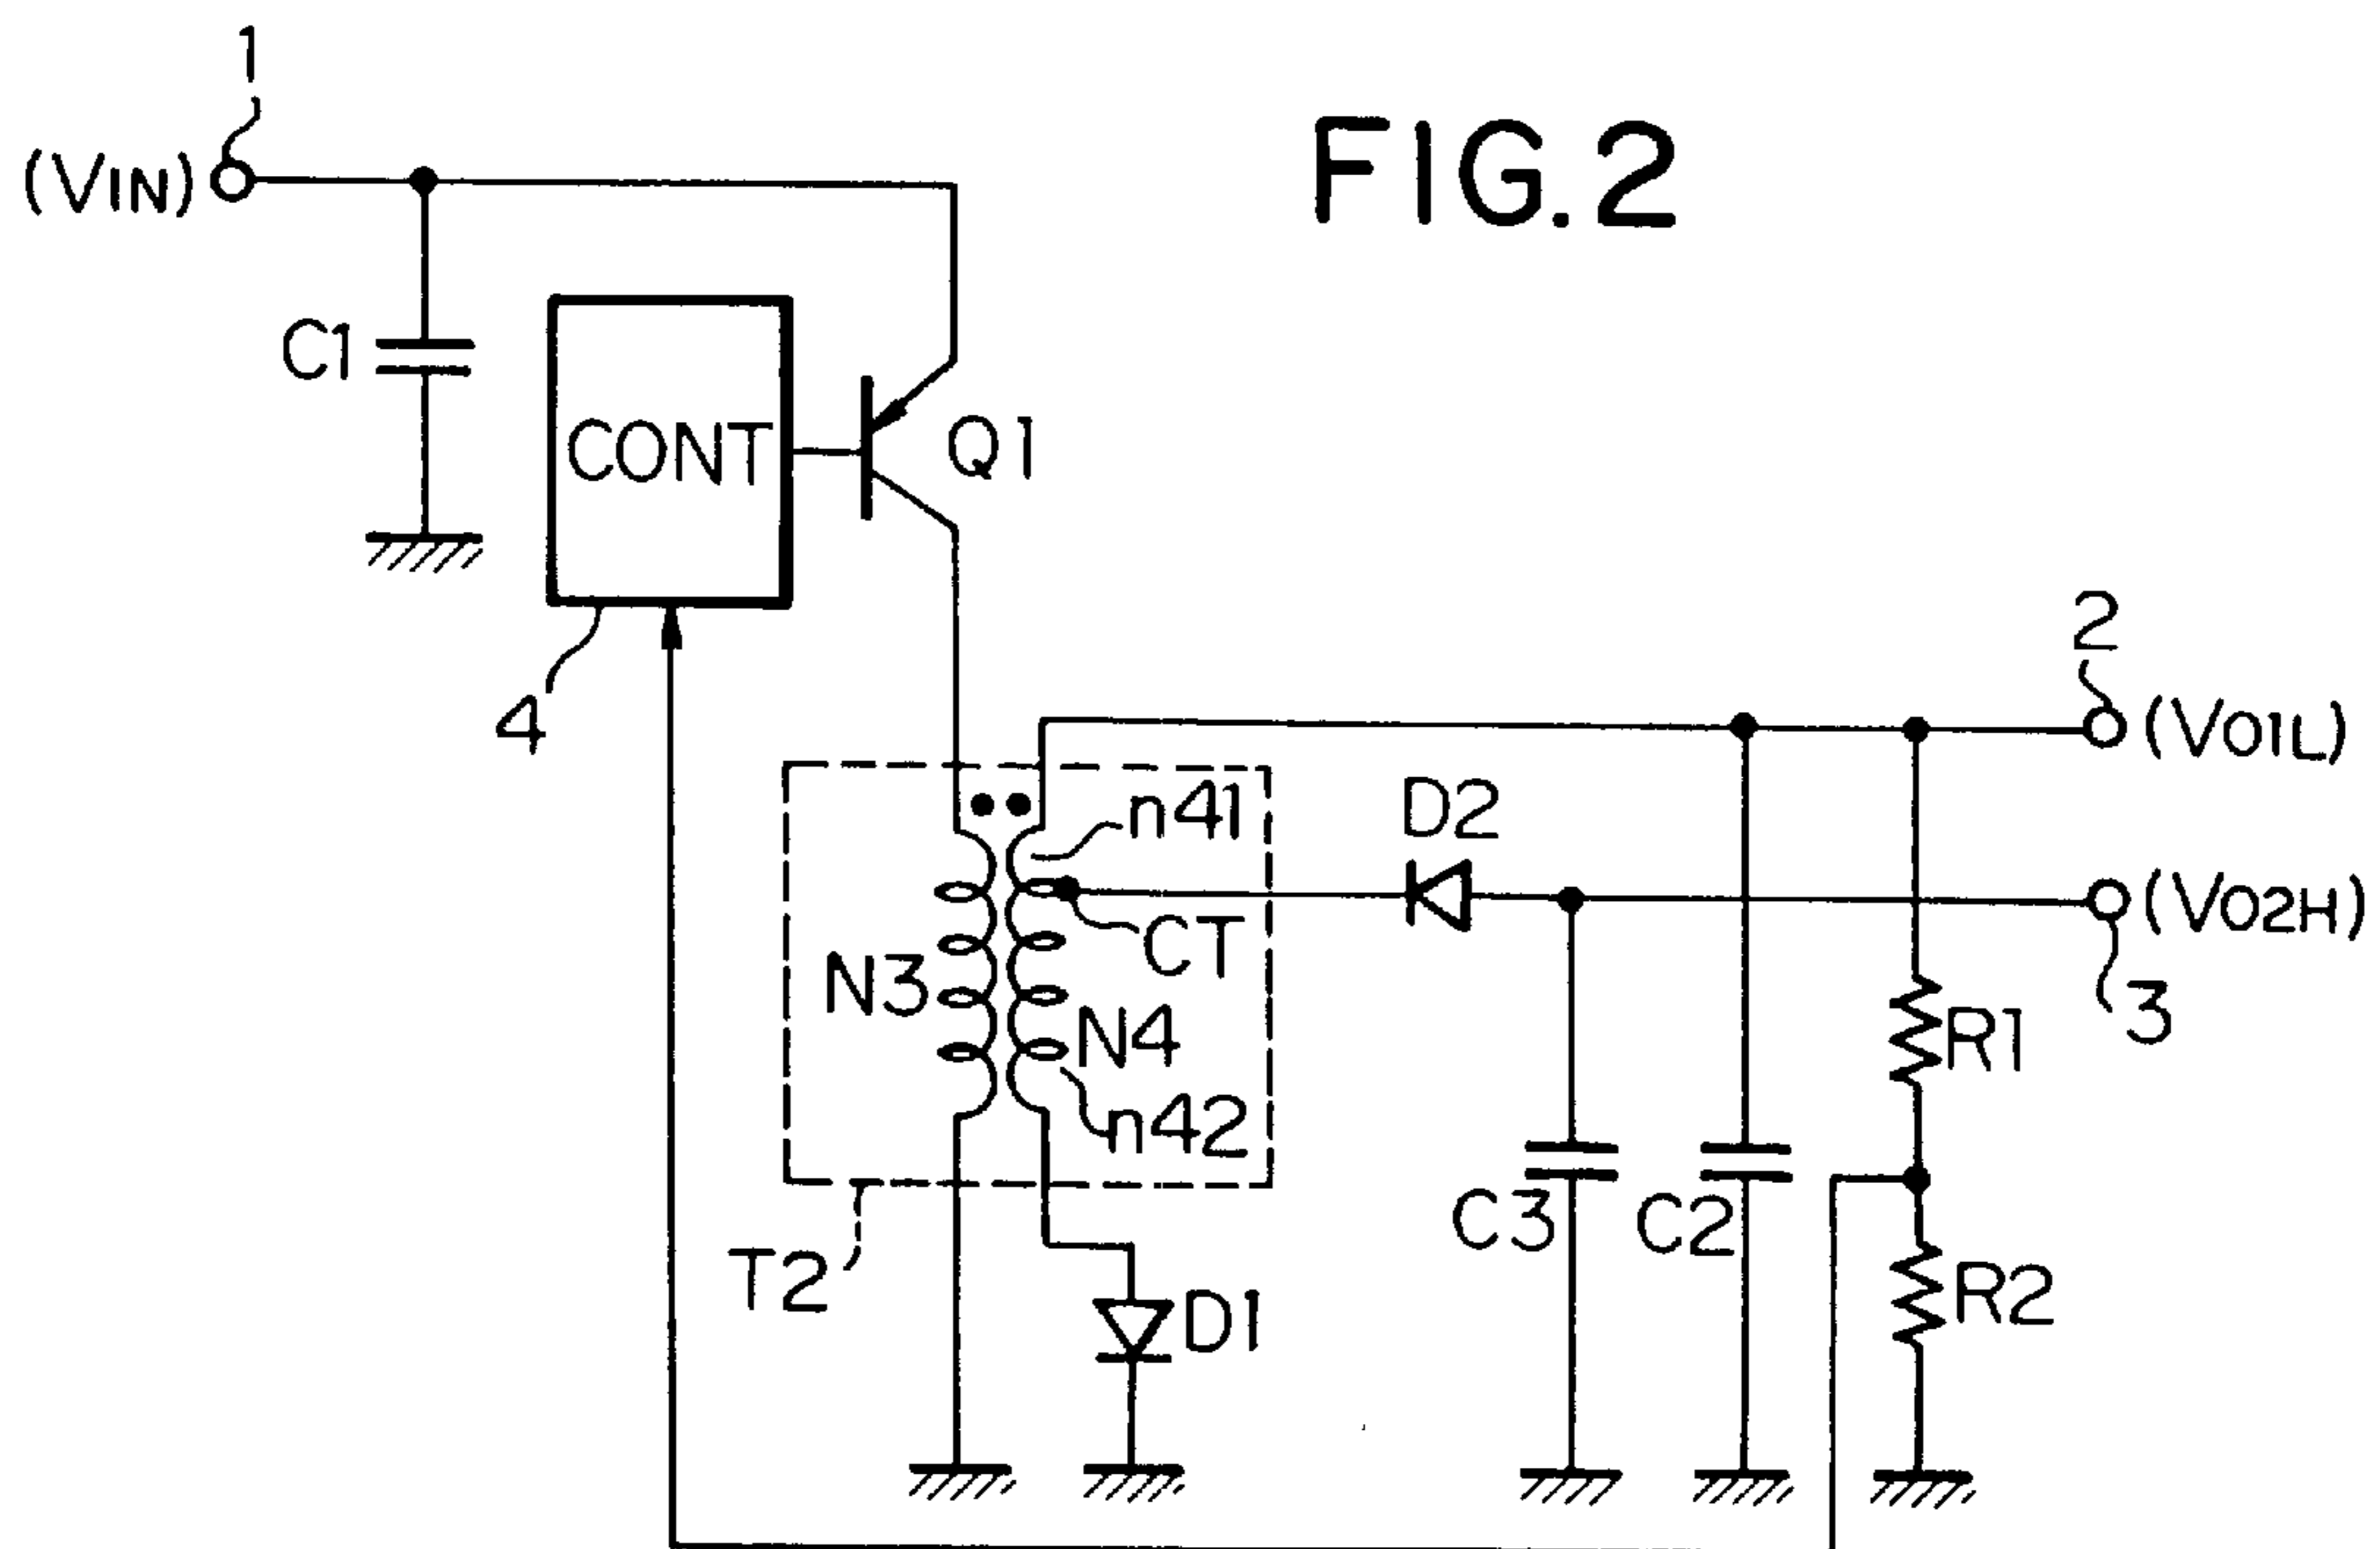 1
FIG.2
(VIN)
C1
CONT
Q1
2
4
(VO1L)
n41
D2
(VO2H)
CT
N3
3
N4
R1
n42
C3
C2
T2
D1
R2